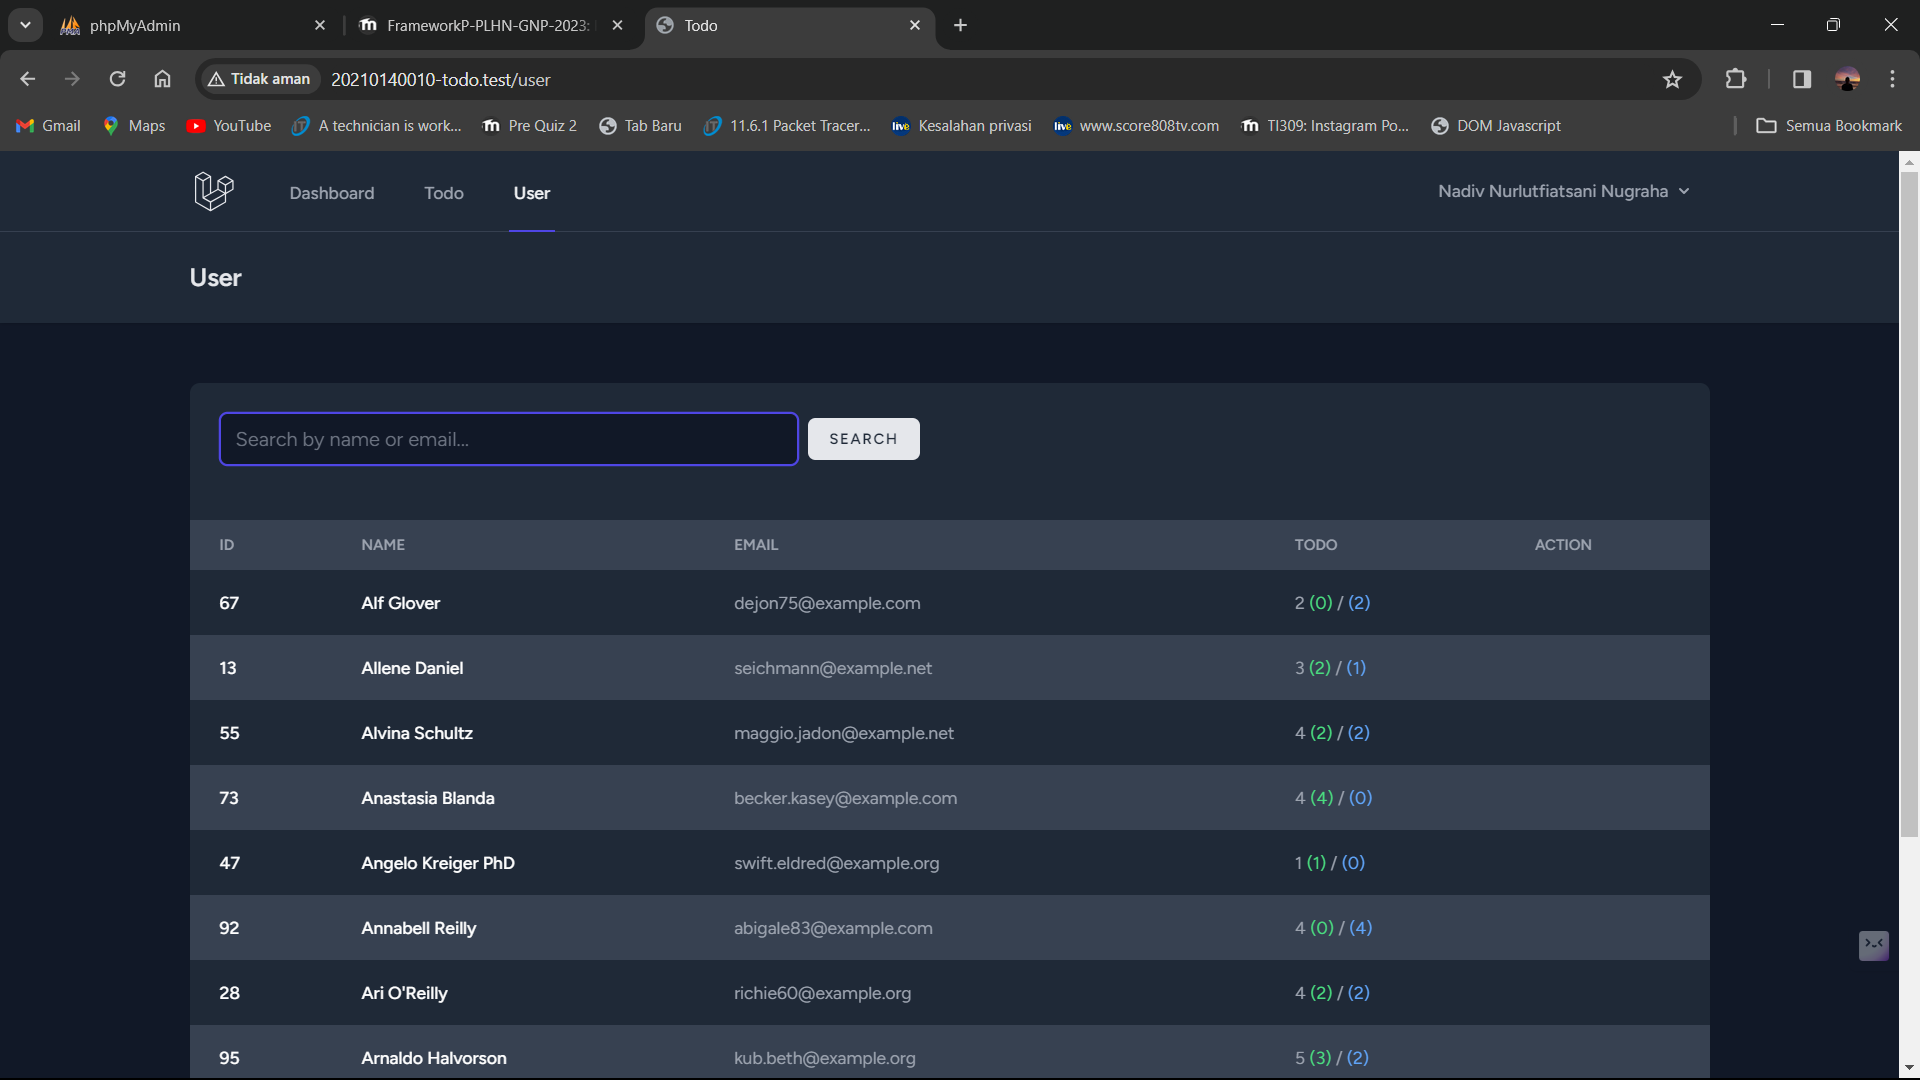 phpMyAdmin
FrameworkP-PLHN-GNP-2023:
Todo
Tidak aman
20210140010-todo.test/user
Gmail
Maps
YouTube
A technician is work...
Pre Quiz 2
Tab Baru
11.6.1 Packet Tracer...
Kesalahan privasi
www.score808tv.com
TI309: Instagram Po...
DOM Javascript
Semua Bookmark
Dashboard
Todo
User
Nadiv Nurlutfiatsani Nugraha
User
Search by name or email...
SEARCH
ID NAME EMAIL TODO ACTION
67 Alf Glover dejon75@example.com 2 (0) / (2)
13 Allene Daniel seichmann@example.net 3 (2) / (1)
55 Alvina Schultz maggio.jadon@example.net 4 (2) / (2)
73 Anastasia Blanda becker.kasey@example.com 4 (4) / (0)
47 Angelo Kreiger PhD swift.eldred@example.org 1 (1) / (0)
92 Annabell Reilly abigale83@example.com 4 (0) / (4)
28 Ari O'Reilly richie60@example.org 4 (2) / (2)
95 Arnaldo Halvorson kub.beth@example.org 5 (3) / (2)